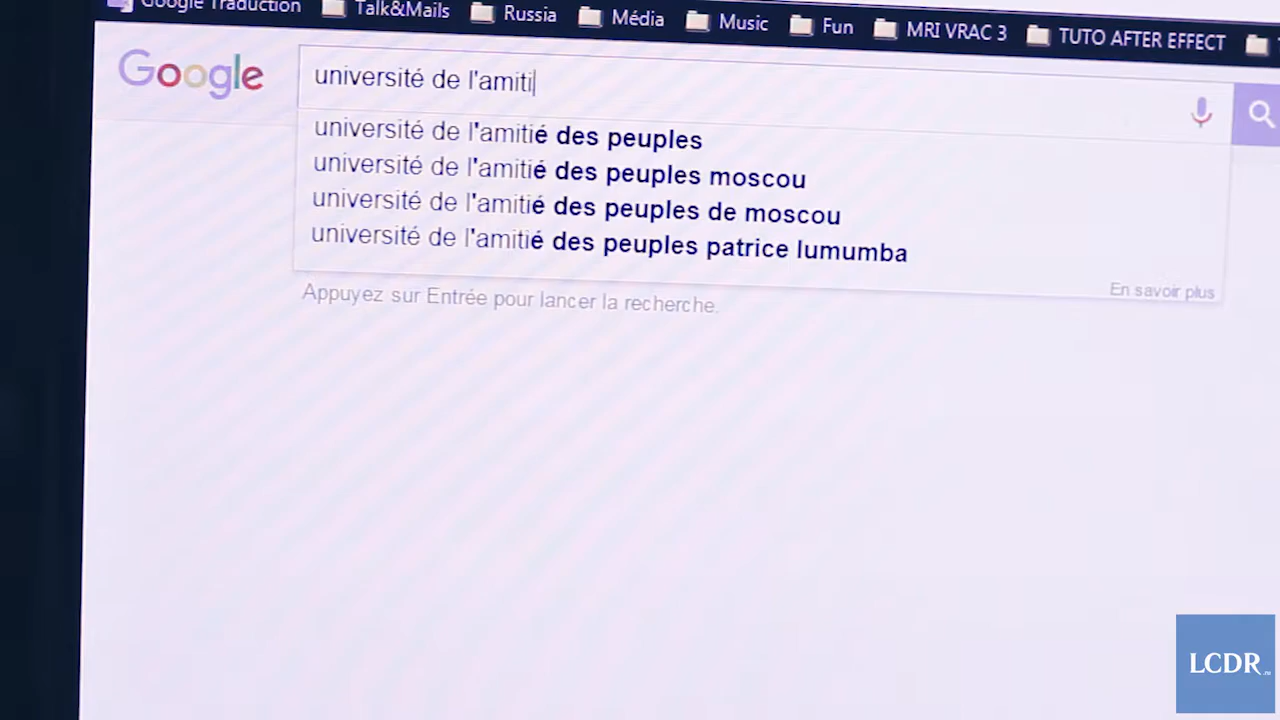 Google Traduction Talk&Mails Russia Média Music Fun MRI VRAC 3 TUTO AFTER EFFECT
Google université de l'amiti
université de l'amitié des peuples
université de l'amitié des peuples moscou
université de l'amitié des peuples de moscou
université de l'amitié des peuples patrice lumumba
En savoir plus
Appuyez sur Entrée pour lancer la recherche.
LCDR.ru